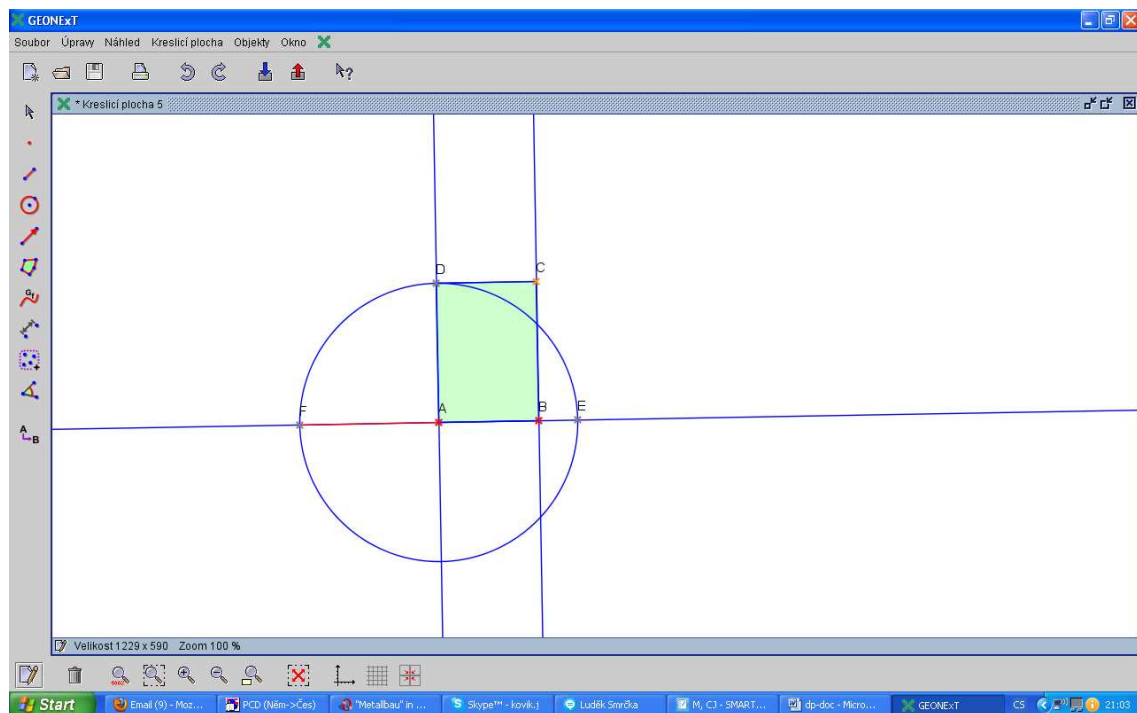 GEONExT
Soubor Úpravy Náhled Kreslicí plocha Objekty Okno
* Kreslicí plocha 5
D C
F A B E
A B
Velikost 1229 x 590 Zoom 100 %
Start Email (9) - Moz... PCD (Něm->Čes) "Metalbau" in ... Skype™ - kovik.j Luděk Smrčka M, CJ - SMART... dp-doc - Micro... GEONExT CS 21:03